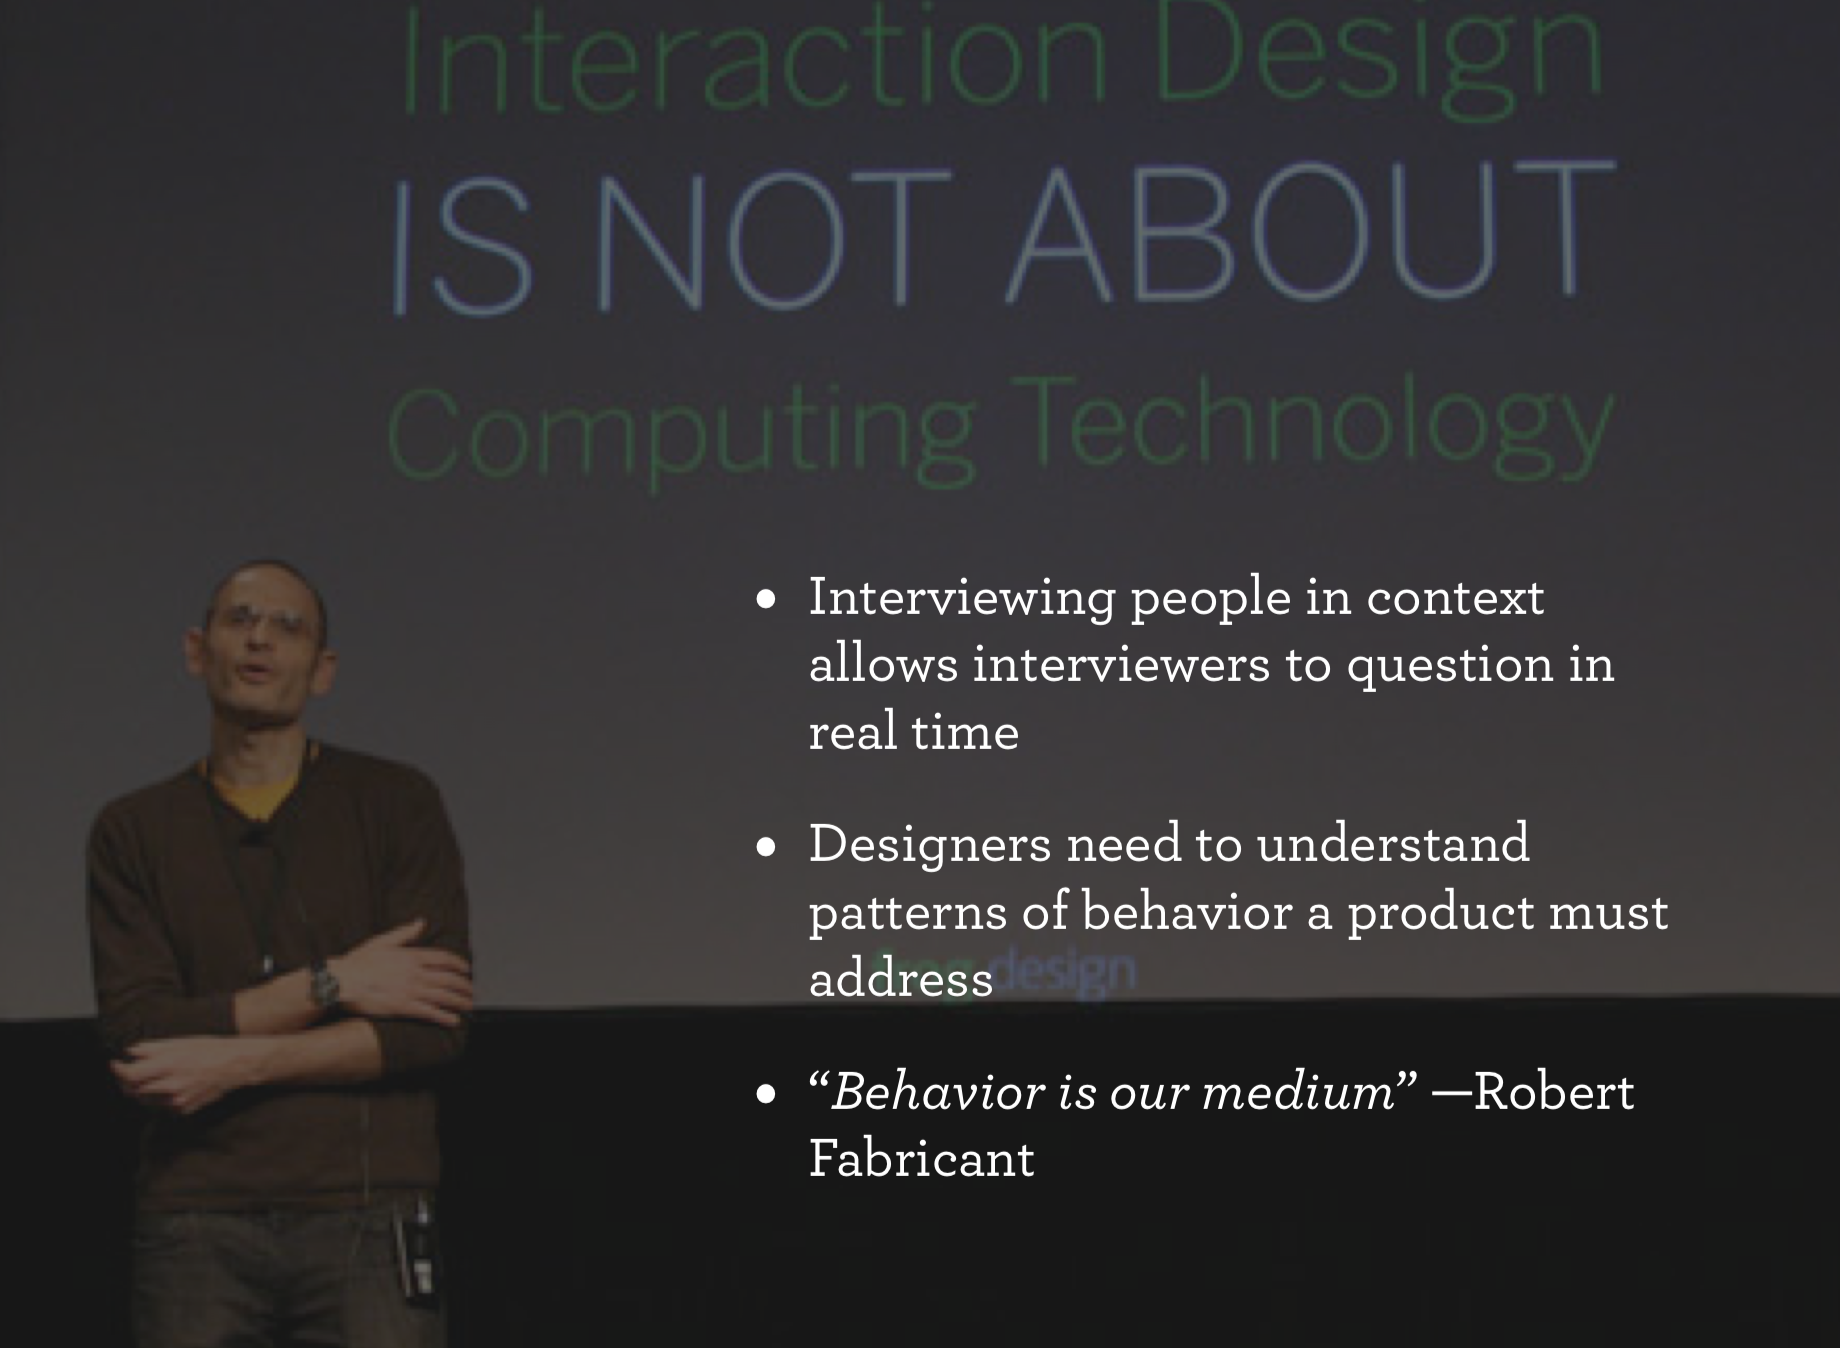 Interaction Design
IS NOT ABOUT
Computing Technology
• Interviewing people in context
allows interviewers to question in
real time
• Designers need to understand
patterns of behavior a product must
address
design
• “Behavior is our medium” —Robert
Fabricant